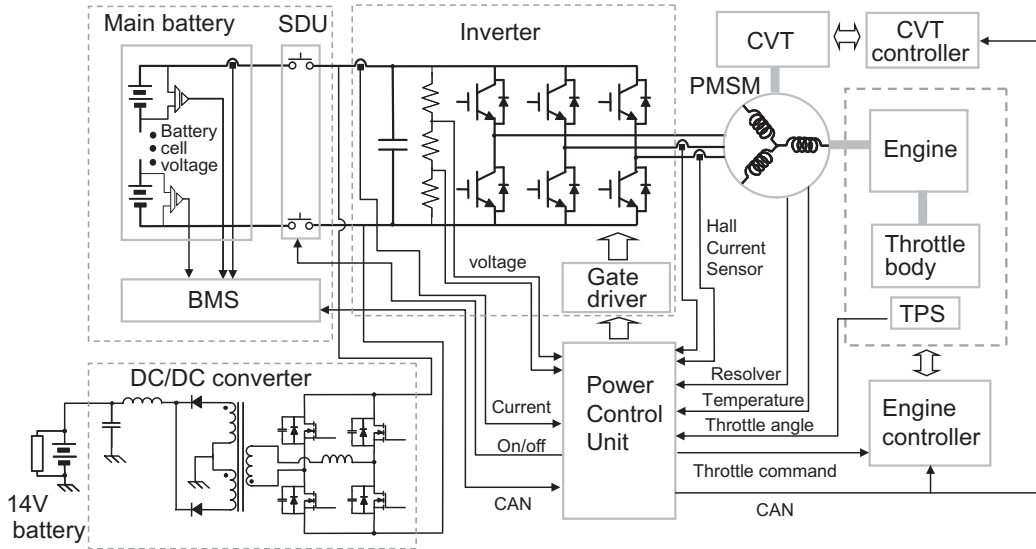 Main battery
SDU
Inverter
CVT
CVT
controller
PMSM
Battery
cell
voltage
Engine
Throttle
body
TPS
Hall
Current
Sensor
voltage
Gate
driver
BMS
DC/DC converter
Power
Control
Unit
Resolver
Temperature
Throttle angle
Engine
controller
Current
On/off
Throttle command
CAN
CAN
14V
battery